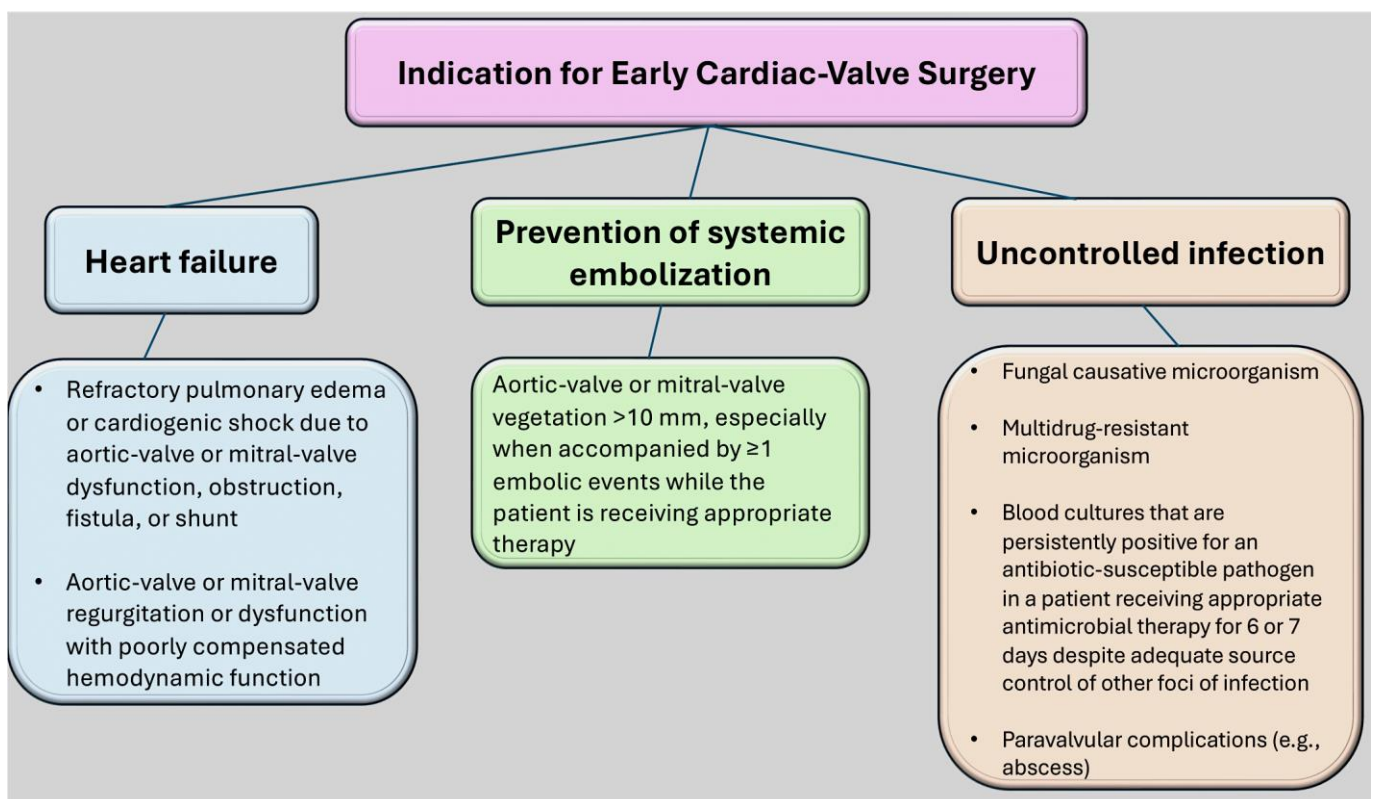 Indication for Early Cardiac-Valve Surgery
Heart failure
Prevention of systemic
embolization
Uncontrolled infection
• Refractory pulmonary edema
or cardiogenic shock due to
aortic-valve or mitral-valve
dysfunction, obstruction,
fistula, or shunt
• Aortic-valve or mitral-valve
regurgitation or dysfunction
with poorly compensated
hemodynamic function
Aortic-valve or mitral-valve
vegetation >10 mm, especially
when accompanied by ≥1
embolic events while the
patient is receiving appropriate
therapy
• Fungal causative microorganism
• Multidrug-resistant
microorganism
• Blood cultures that are
persistently positive for an
antibiotic-susceptible pathogen
in a patient receiving appropriate
antimicrobial therapy for 6 or 7
days despite adequate source
control of other foci of infection
• Paravalvular complications (e.g.,
abscess)